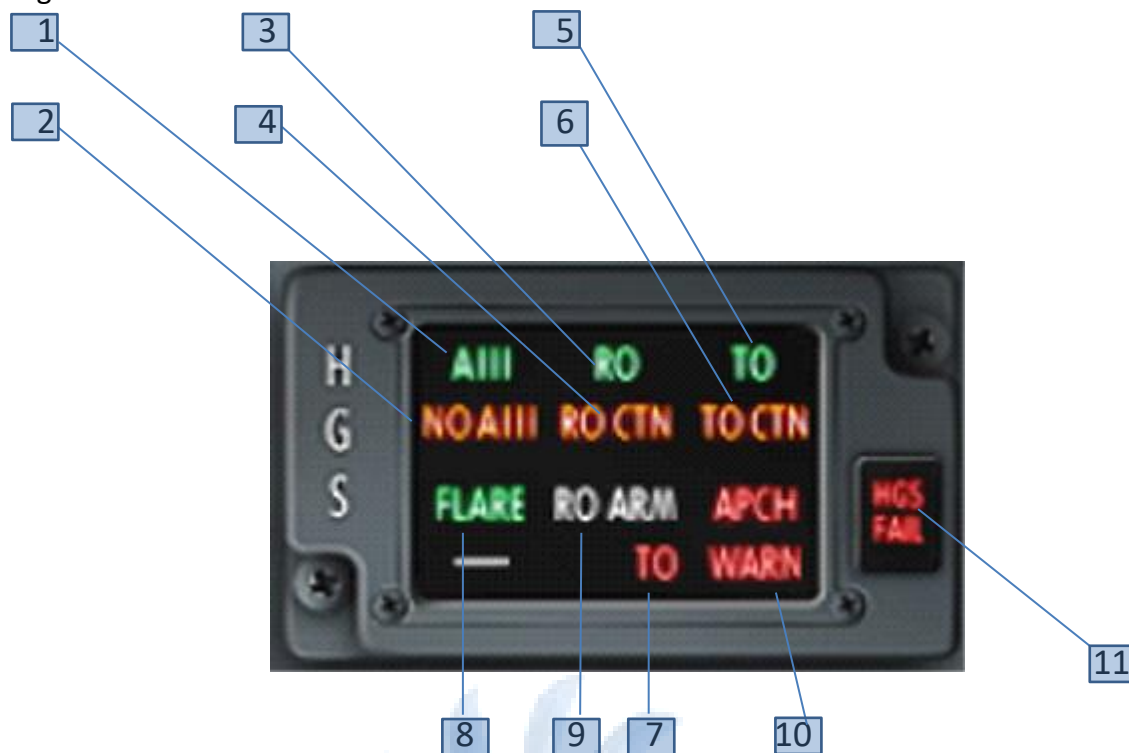 1 3 5
2 4 6
H AIII RO TO
G NO AIII RO CTN TO CTN
S FLARE RO ARM APCH HGS
FAIL
TO WARN
11
8 9 7 10